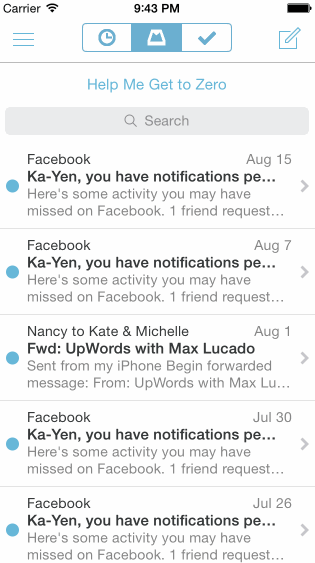 Carrier 9:43 PM
Help Me Get to Zero
Search
Facebook Aug 15
Ka-Yen, you have notifications pe...
Here's some activity you may have
missed on Facebook. 1 friend request...
Facebook Aug 7
Ka-Yen, you have notifications pe...
Here's some activity you may have
missed on Facebook. 1 friend request...
Nancy to Kate & Michelle Aug 1
Fwd: UpWords with Max Lucado
Sent from my iPhone Begin forwarded
message: From: UpWords with Max Lu...
Facebook Jul 30
Ka-Yen, you have notifications pe...
Here's some activity you may have
missed on Facebook. 1 friend request...
Facebook Jul 26
Ka-Yen, you have notifications pe...
Here's some activity you may have
missed on Facebook. 1 friend request...